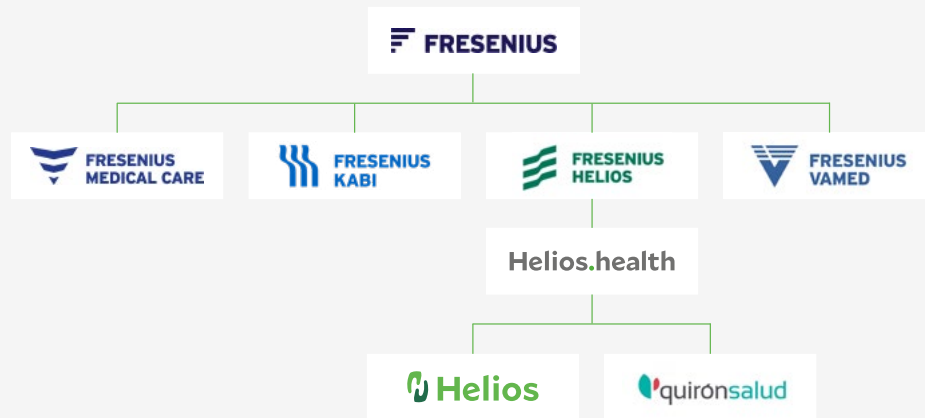 FRESENIUS
FRESENIUS
MEDICAL CARE
FRESENIUS
KABI
FRESENIUS
HELIOS
FRESENIUS
VAMED
Helios.health
Helios
quirónsalud